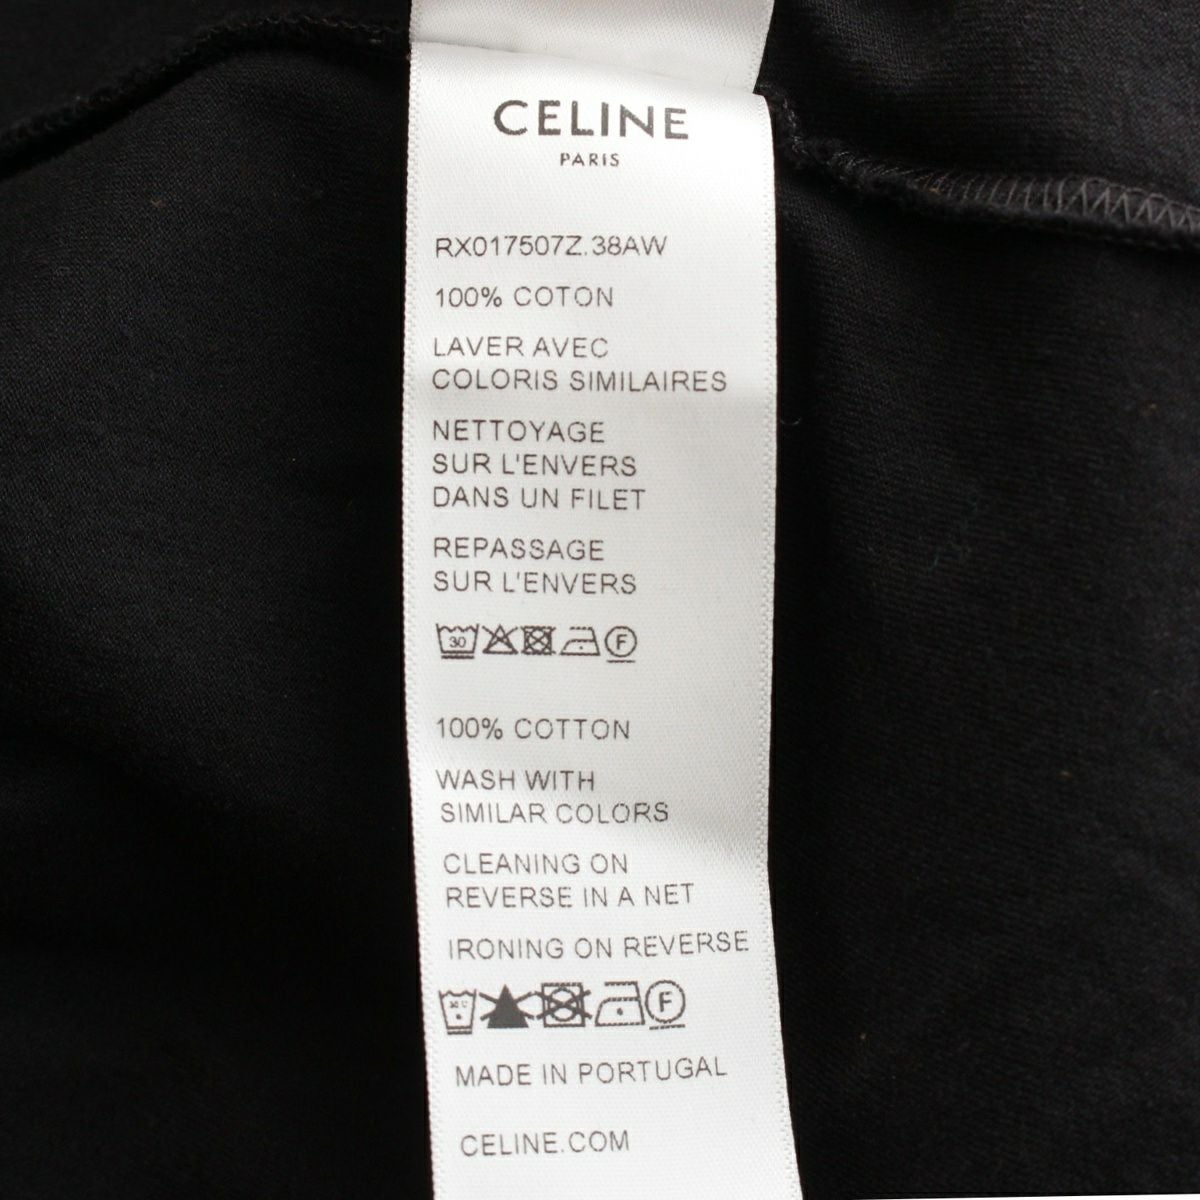 CELINE
PARIS
RX017507Z.38AW
100% COTON
LAVER AVEC
COLORIS SIMILAIRES
NETTOYAGE
SUR L'ENVERS
DANS UN FILET
REPASSAGE
SUR L'ENVERS
30 F
100% COTTON
WASH WITH
SIMILAR COLORS
CLEANING ON
REVERSE IN A NET
IRONING ON REVERSE
F
MADE IN PORTUGAL
CELINE.COM